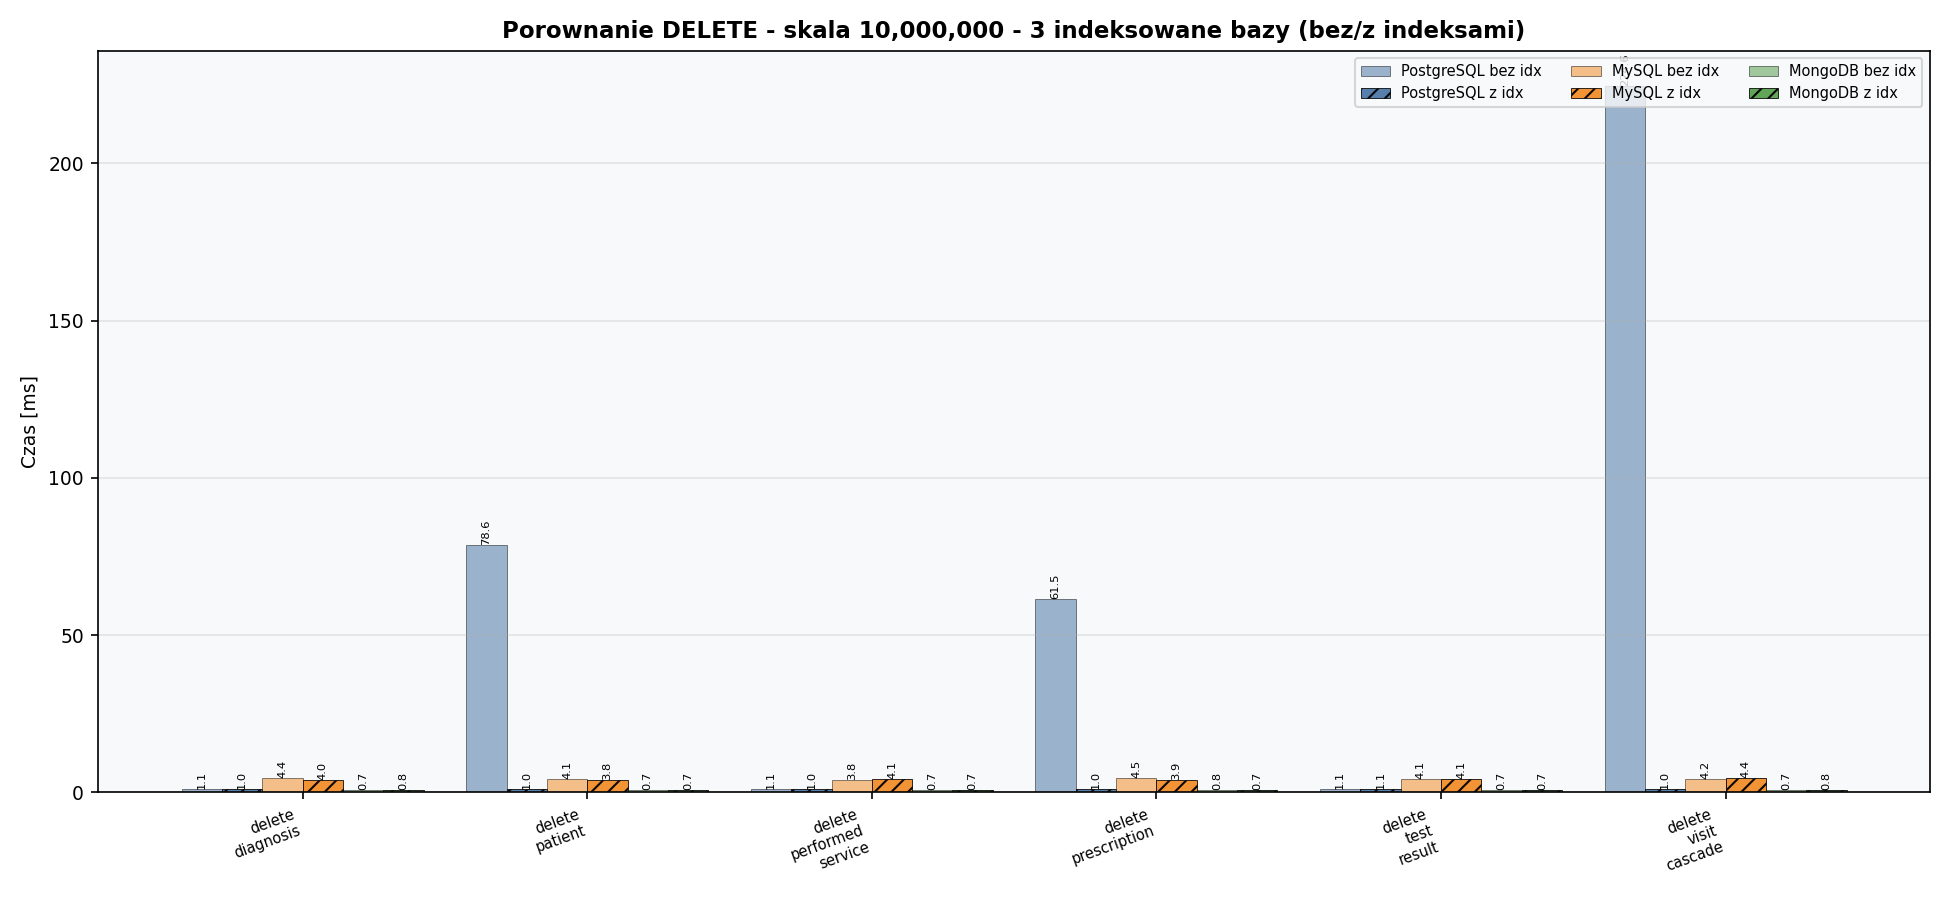 Porownanie DELETE - skala 10,000,000 - 3 indeksowane bazy (bez/z indeksami)
PostgreSQL bez idx
PostgreSQL z idx
MySQL bez idx
MySQL z idx
MongoDB bez idx
MongoDB z idx
Czas [ms]
200
150
100
50
0
1.1
1.0
4.4
4.0
0.7
0.8
78.6
1.0
4.1
3.8
0.7
0.7
1.1
1.0
3.8
4.1
0.7
0.7
61.5
1.0
4.5
3.9
0.8
0.7
1.1
1.1
4.1
4.1
0.7
0.7
1.0
4.2
4.4
0.7
0.8
delete
diagnosis
delete
patient
delete
performed
service
delete
prescription
delete
test
result
delete
visit
cascade